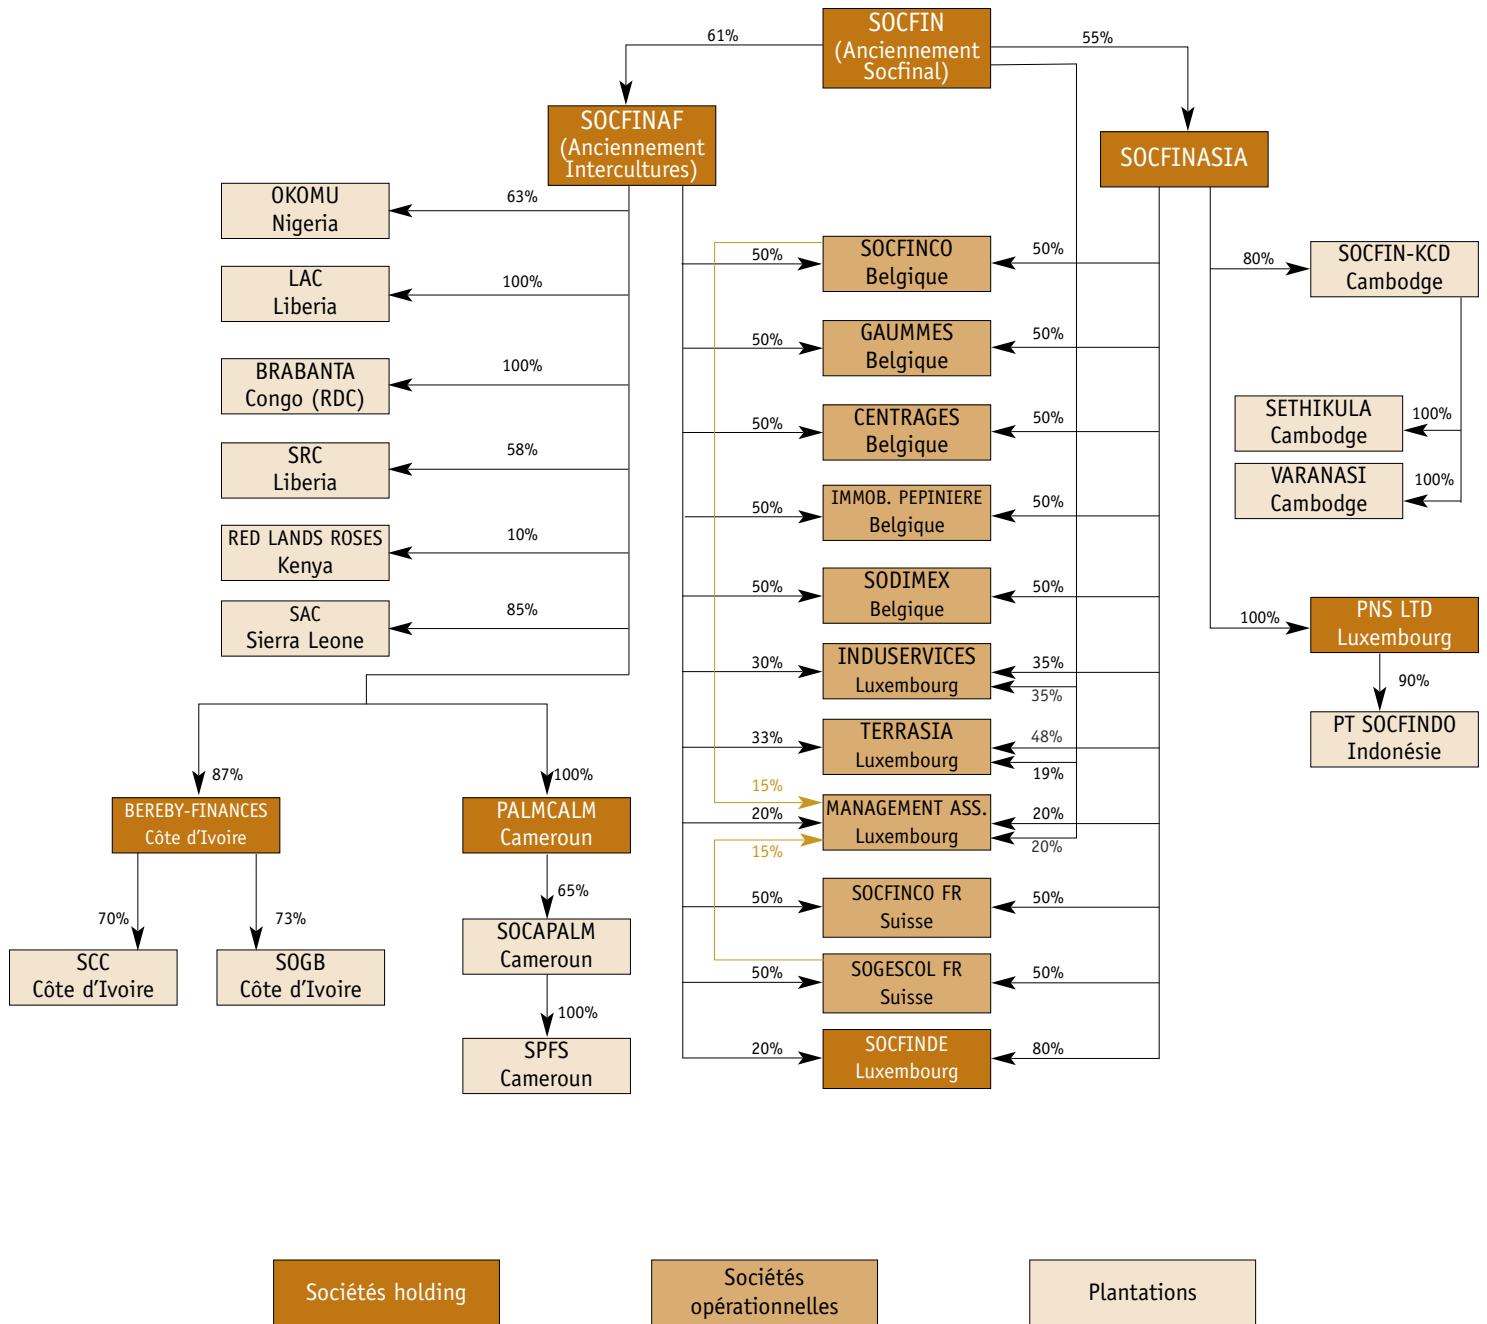 SOCFIN
(Anciennement
Socfinal)
61%
55%
SOCFINAF
(Anciennement
Intercultures)
SOCFINASIA
OKOMU
Nigeria
63%
LAC
Liberia
100%
BRABANTA
Congo (RDC)
100%
SRC
Liberia
58%
RED LANDS ROSES
Kenya
10%
SAC
Sierra Leone
85%
87%
BEREBY-FINANCES
Côte d'Ivoire
70%
73%
SCC
Côte d'Ivoire
SOGB
Côte d'Ivoire
100%
PALMCALM
Cameroun
65%
SOCAPALM
Cameroun
100%
SPFS
Cameroun
50%
SOCFINCO
Belgique
50%
50%
GAUMMES
Belgique
50%
50%
CENTRAGES
Belgique
50%
50%
IMMOB. PEPINIERE
Belgique
50%
50%
SODIMEX
Belgique
50%
30%
INDUSERVICES
Luxembourg
35%
35%
33%
TERRASIA
Luxembourg
48%
19%
15%
20%
15%
MANAGEMENT ASS.
Luxembourg
20%
20%
50%
SOCFINCO FR
Suisse
50%
50%
SOGESCOL FR
Suisse
50%
20%
SOCFINDE
Luxembourg
80%
80%
SOCFIN-KCD
Cambodge
SETHIKULA
Cambodge
100%
VARANASI
Cambodge
100%
100%
PNS LTD
Luxembourg
90%
PT SOCFINDO
Indonésie
Sociétés holding
Sociétés
opérationnelles
Plantations